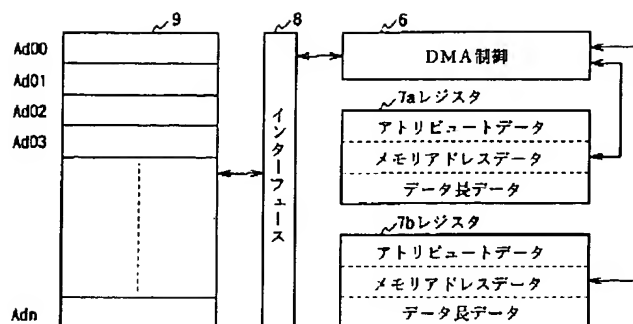 9
8
6
Ad00
Ad01
Ad02
Ad03
Adn
インターフュース
DMA制御
7aレジスタ
アトリビュートデータ
メモリアドレスデータ
データ長データ
7bレジスタ
アトリビュートデータ
メモリアドレスデータ
データ長データ